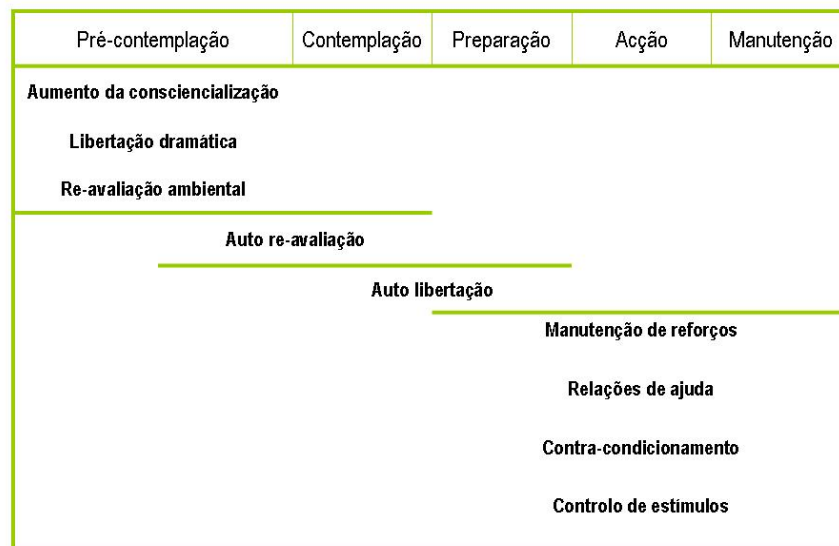 Pré-contemplação Contemplação Preparação Acção Manutenção
Aumento da consciencialização
Libertação dramática
Re-avaliação ambiental
Auto re-avaliação
Auto libertação
Manutenção de reforços
Relações de ajuda
Contra-condicionamento
Controlo de estímulos